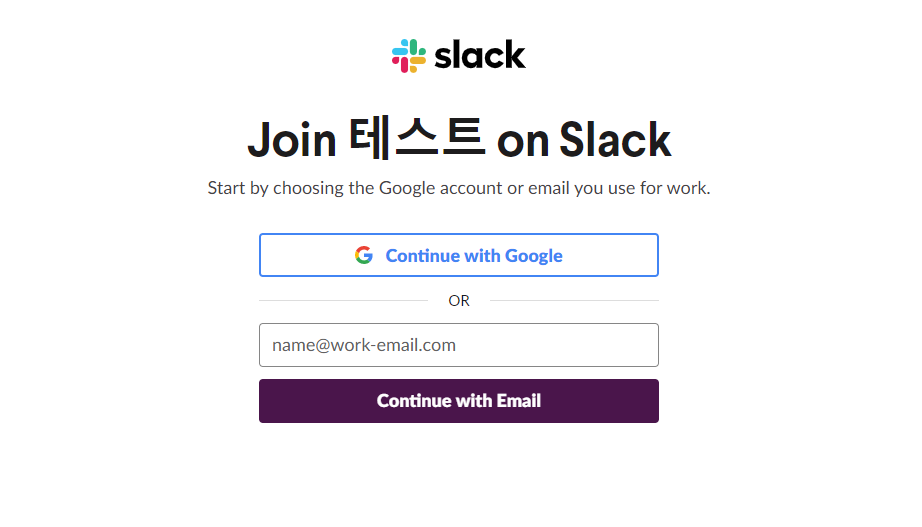 slack
Join 테스트 on Slack
Start by choosing the Google account or email you use for work.
Continue with Google
OR
name@work-email.com
Continue with Email